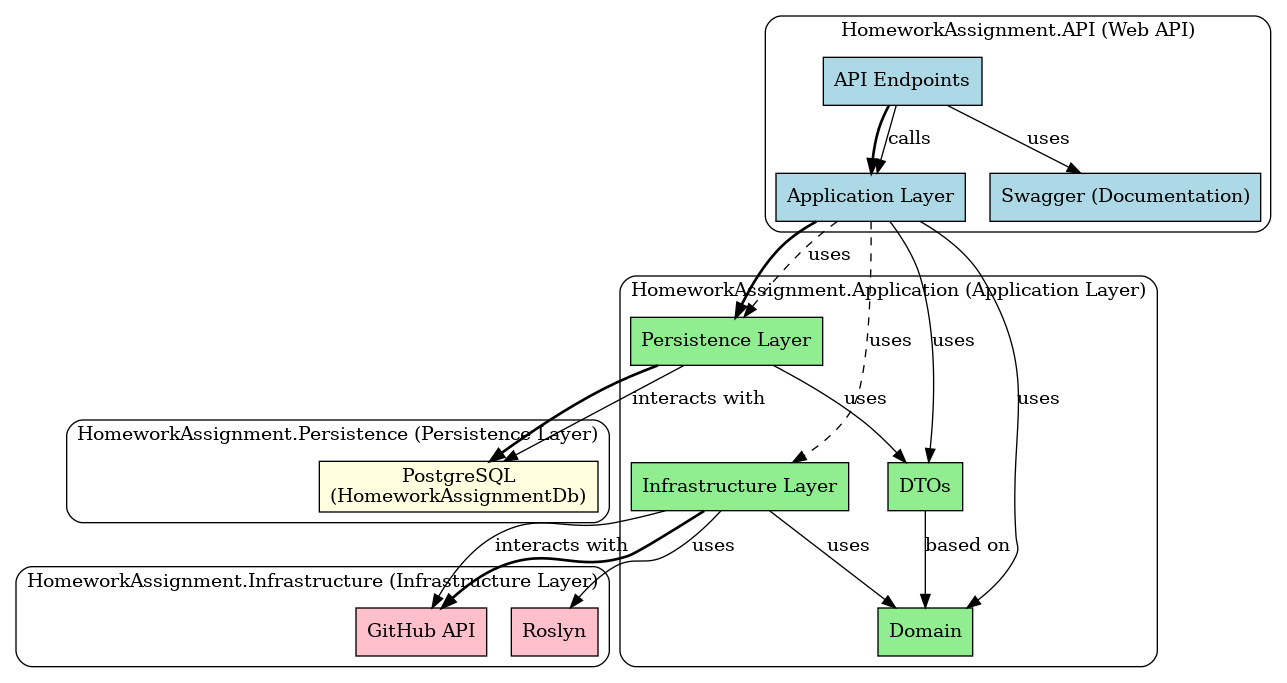 HomeworkAssignment.API (Web API)
API Endpoints
calls
uses
Application Layer
Swagger (Documentation)
uses
HomeworkAssignment.Application (Application Layer)
Persistence Layer
uses
uses
interacts with
uses
uses
HomeworkAssignment.Persistence (Persistence Layer)
PostgreSQL
(HomeworkAssignmentDb)
Infrastructure Layer
DTOs
interacts with
uses
uses
based on
HomeworkAssignment.Infrastructure (Infrastructure Layer)
GitHub API
Roslyn
Domain